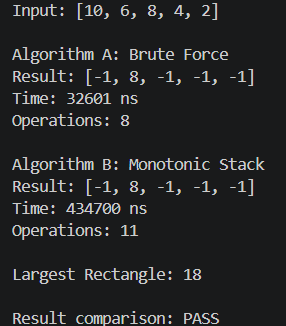 Input: [10, 6, 8, 4, 2]
Algorithm A: Brute Force
Result: [-1, 8, -1, -1, -1]
Time: 32601 ns
Operations: 8
Algorithm B: Monotonic Stack
Result: [-1, 8, -1, -1, -1]
Time: 434700 ns
Operations: 11
Largest Rectangle: 18
Result comparison: PASS